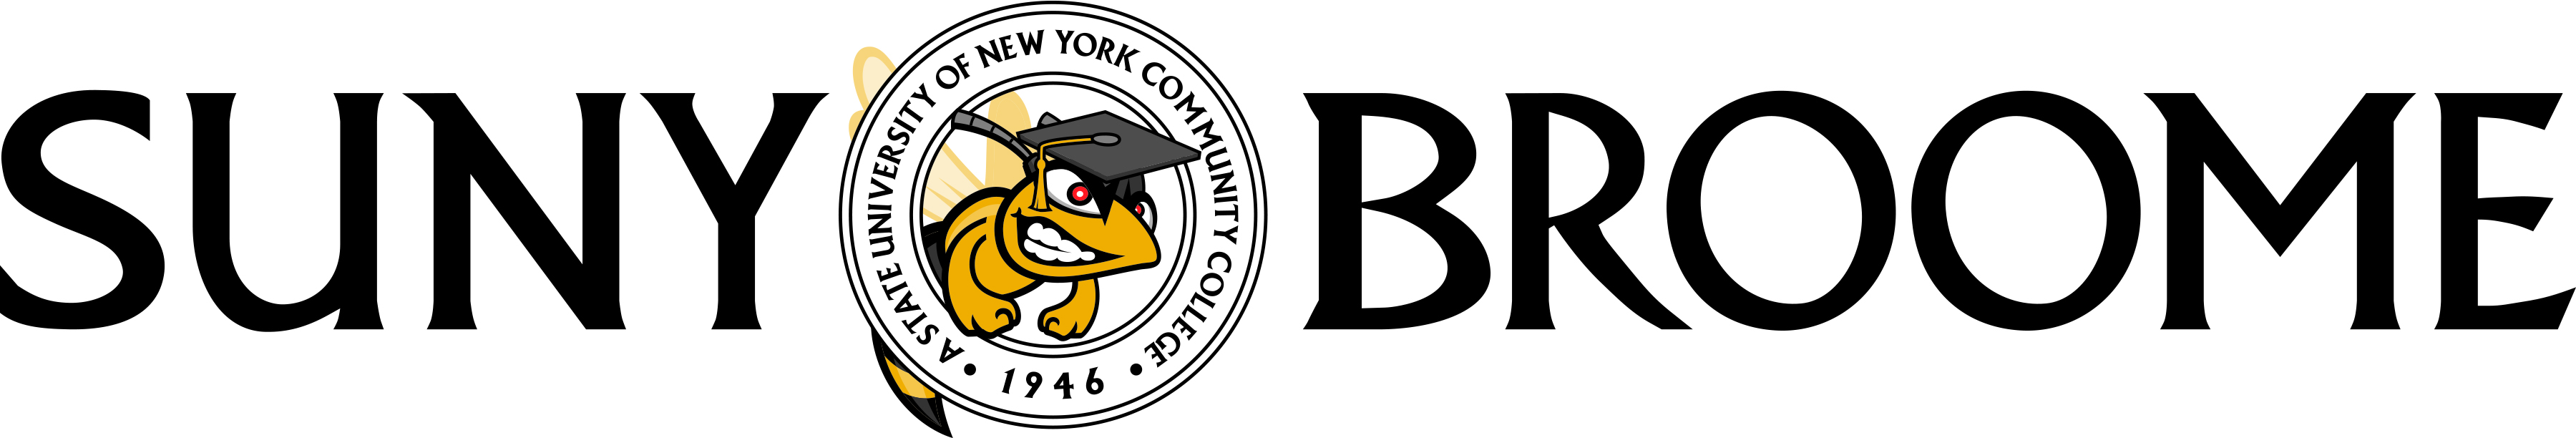 SUNY BROOME
A STATE UNIVERSITY OF NEW YORK COMMUNITY COLLEGE
• 1946 •